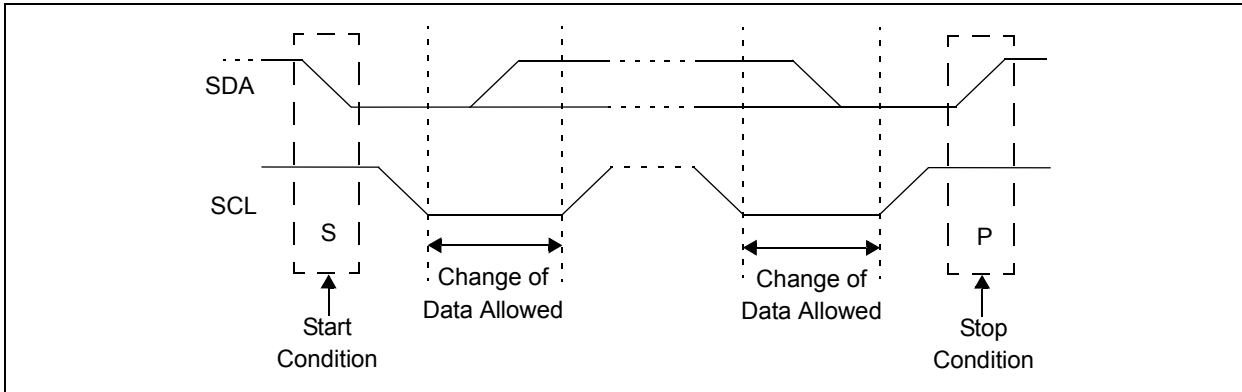 SDA
SCL
S
P
Change of
Data Allowed
Change of
Data Allowed
Start
Condition
Stop
Condition